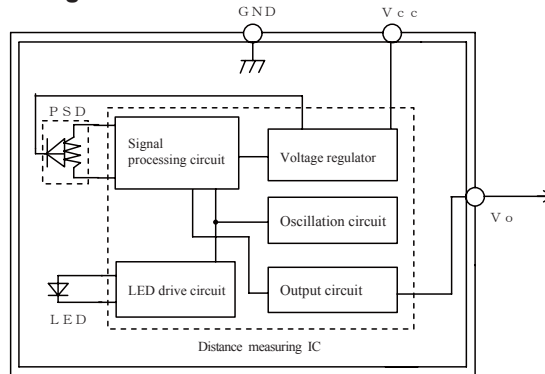 GND
Vcc
PSD
Signal
processing circuit
Voltage regulator
Oscillation circuit
Vo
LED drive circuit
Output circuit
LED
Distance measuring IC